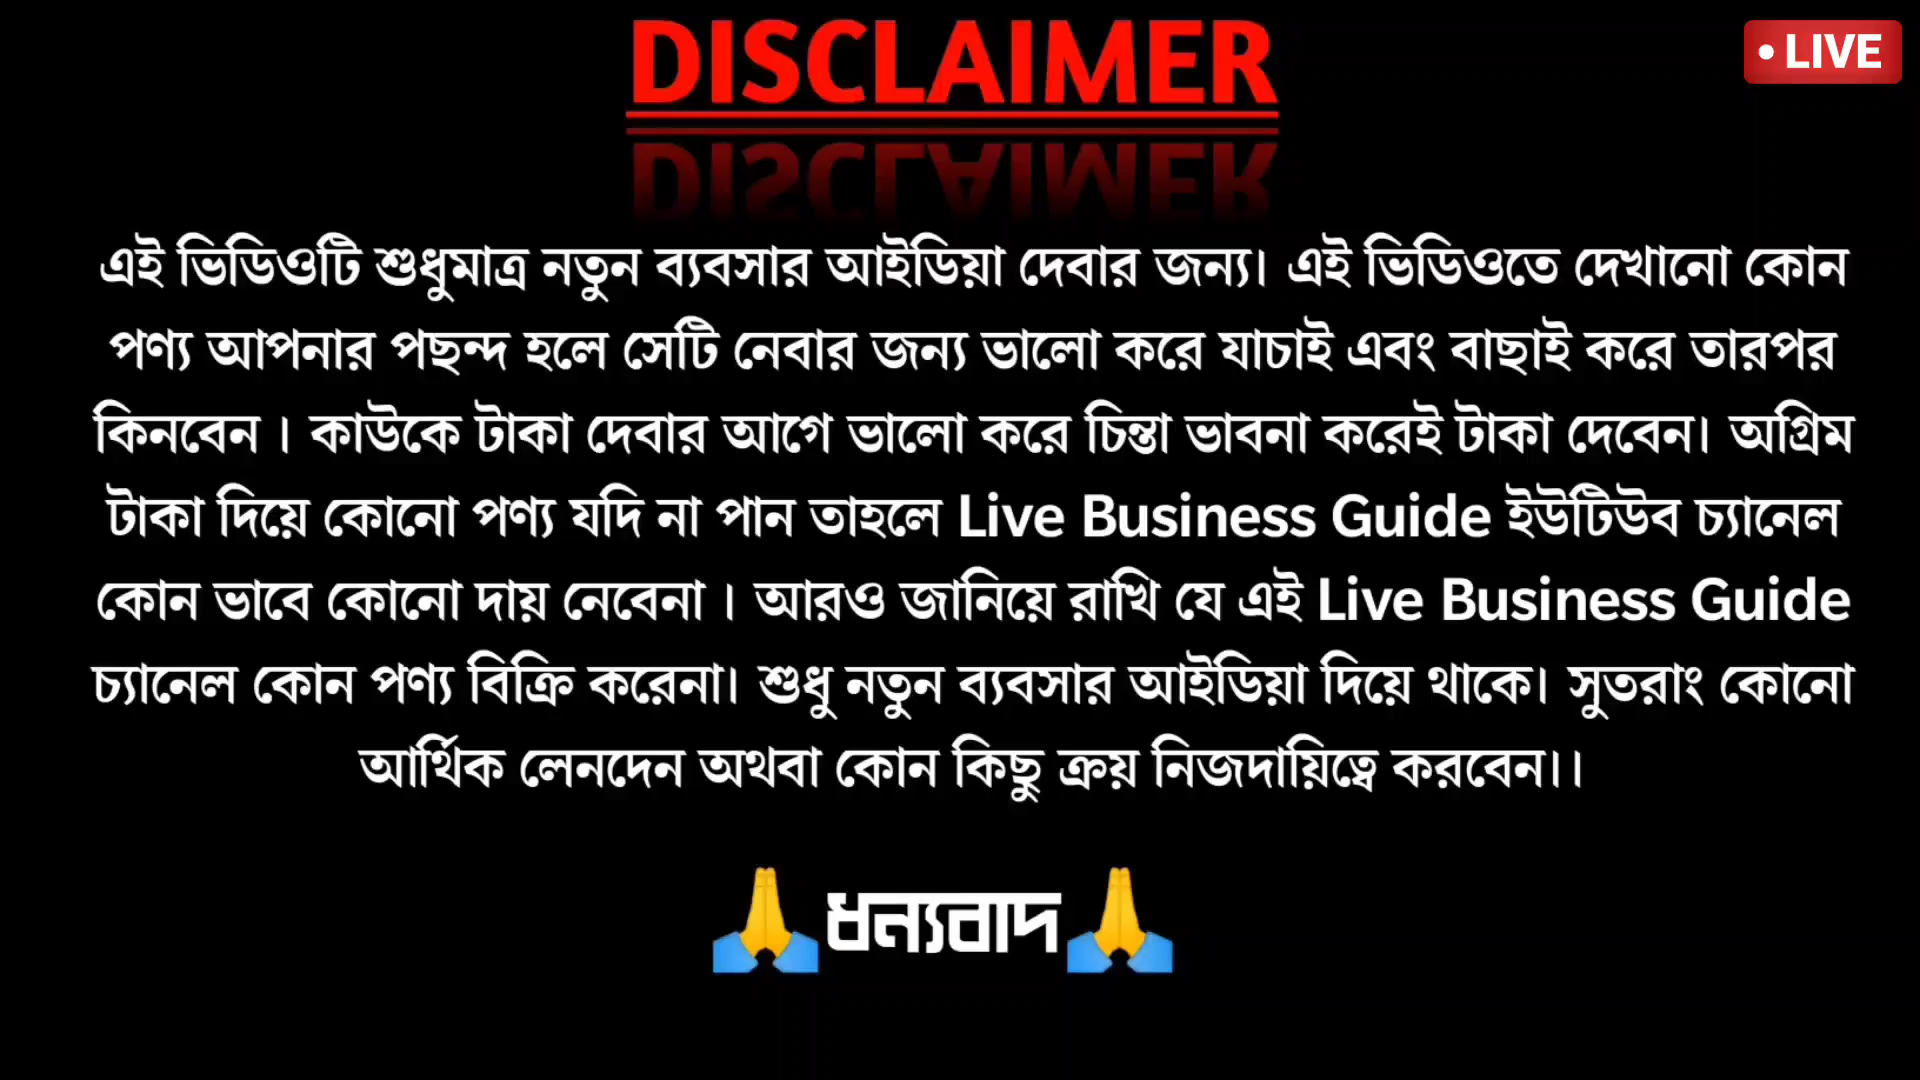 DISCLAIMER
• LIVE
এই ভিডিওটি শুধুমাত্র নতুন ব্যবসার আইডিয়া দেবার জন্য। এই ভিডিওতে দেখানো কোন
পণ্য আপনার পছন্দ হলে সেটি নেবার জন্য ভালো করে যাচাই এবং বাছাই করে তারপর
কিনবেন । কাউকে টাকা দেবার আগে ভালো করে চিন্তা ভাবনা করেই টাকা দেবেন। অগ্রিম
টাকা দিয়ে কোনো পণ্য যদি না পান তাহলে Live Business Guide ইউটিউব চ্যানেল
কোন ভাবে কোনো দায় নেবেনা । আরও জানিয়ে রাখি যে এই Live Business Guide
চ্যানেল কোন পণ্য বিক্রি করেনা। শুধু নতুন ব্যবসার আইডিয়া দিয়ে থাকে। সুতরাং কোনো
আর্থিক লেনদেন অথবা কোন কিছু ক্রয় নিজদায়িত্বে করবেন।।
🙏ধন্যবাদ🙏